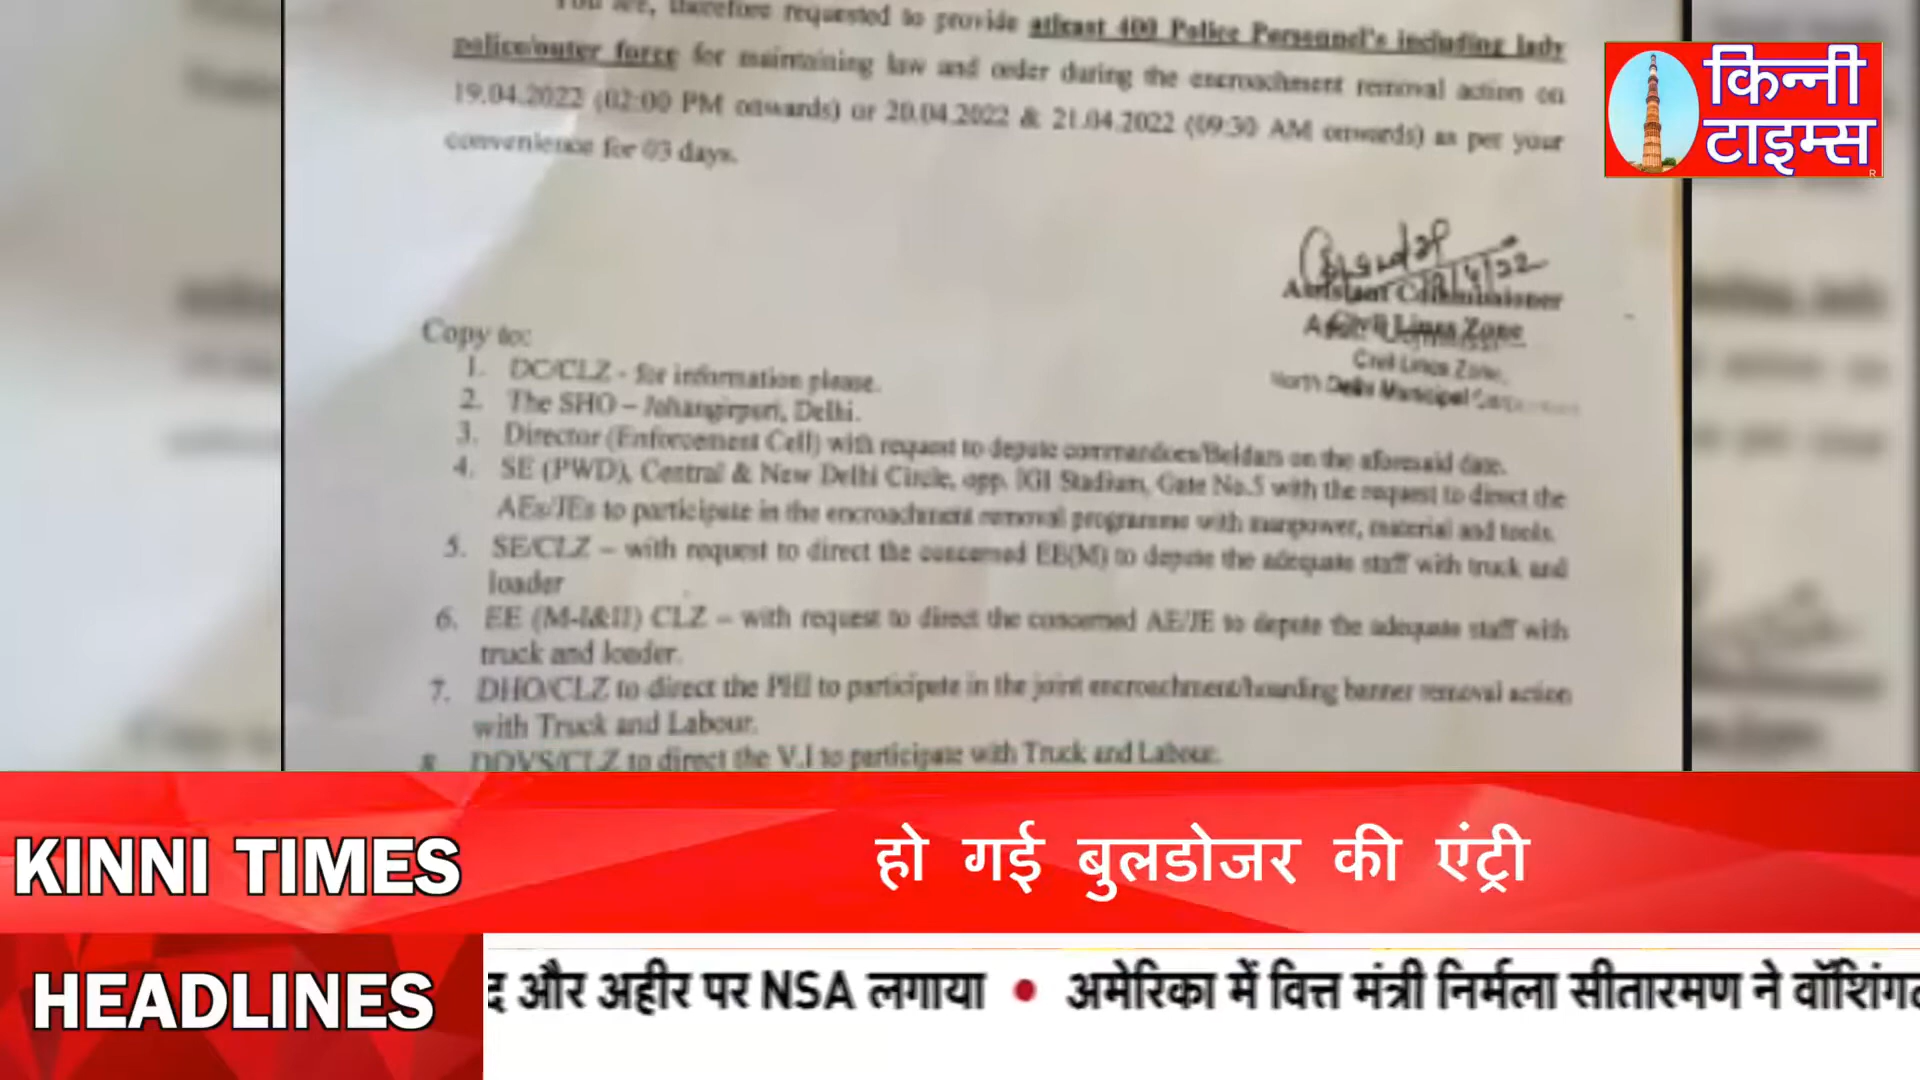 You are, therefore requested to provide atleast 400 Police Personnel's including lady
police/outer force for maintaining law and order during the encroachment removal action on
19.04.2022 (02:00 PM onwards) or 20.04.2022 & 21.04.2022 (09:30 AM onwards) as per your
convenience for 03 days.
किन्नी
टाइम्स
Assistant Commissioner
Civil Lines Zone
Civil Lines Zone,
North Delhi Municipal
Copy to:
1. DC/CLZ - for information please.
2. The SHO – Jahangirpuri, Delhi.
3. Director (Enforcement Cell) with request to depute commandoes/Beldars on the aforesaid date.
4. SE (PWD), Central & New Delhi Circle, opp. IGI Stadium, Gate No.5 with the request to direct the
AEs/JEs to participate in the encroachment removal programme with manpower, material and tools.
5. SE/CLZ – with request to direct the concerned EE(M) to depute the adequate staff with truck and
loader
6. EE (M-I&II) CLZ – with request to direct the concerned AE/JE to depute the adequate staff with
truck and loader.
7. DHO/CLZ to direct the PHI to participate in the joint encroachment/hoarding banner removal action
with Truck and Labour.
8. DDVS/CLZ to direct the V.I to participate with Truck and Labour.
KINNI TIMES
हो गई बुलडोजर की एंट्री
HEADLINES
द और अहीर पर NSA लगाया • अमेरिका में वित्त मंत्री निर्मला सीतारमण ने वॉशिंगट